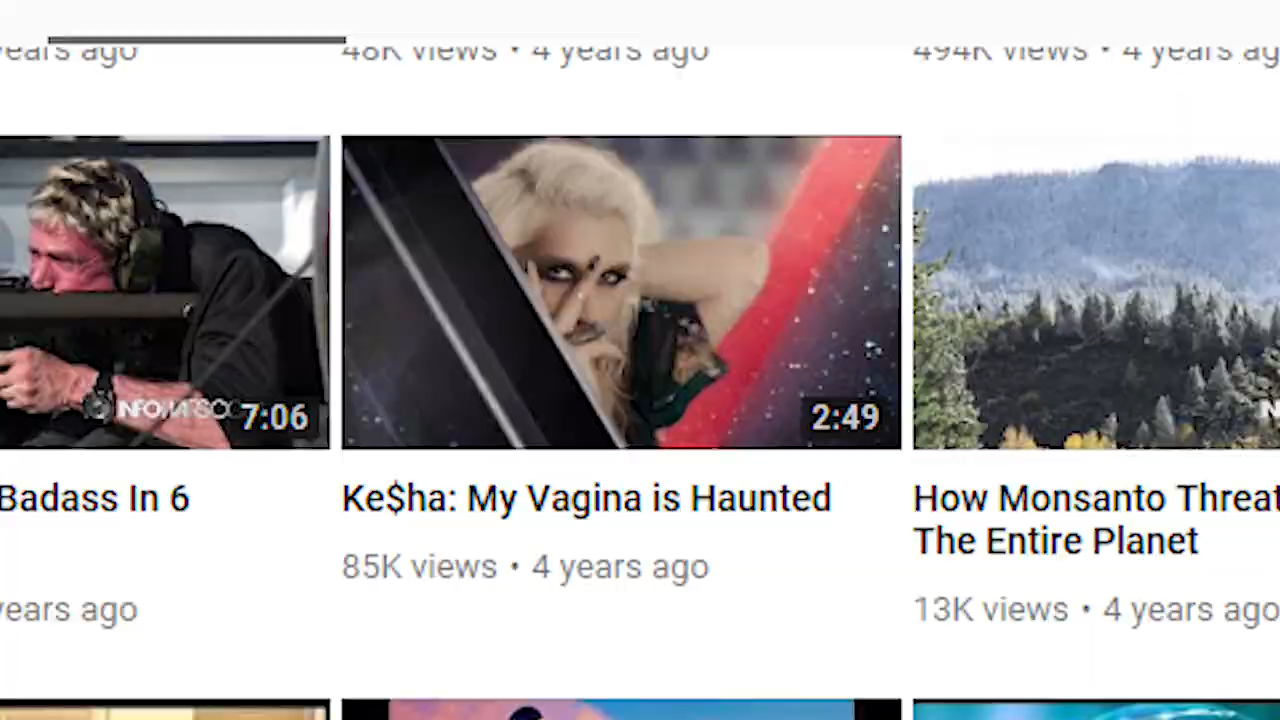 years ago
48K views • 4 years ago
494K views • 4 years ag
7:06
2:49
Badass In 6
Ke$ha: My Vagina is Haunted
How Monsanto Threat
The Entire Planet
85K views • 4 years ago
years ago
13K views • 4 years ago